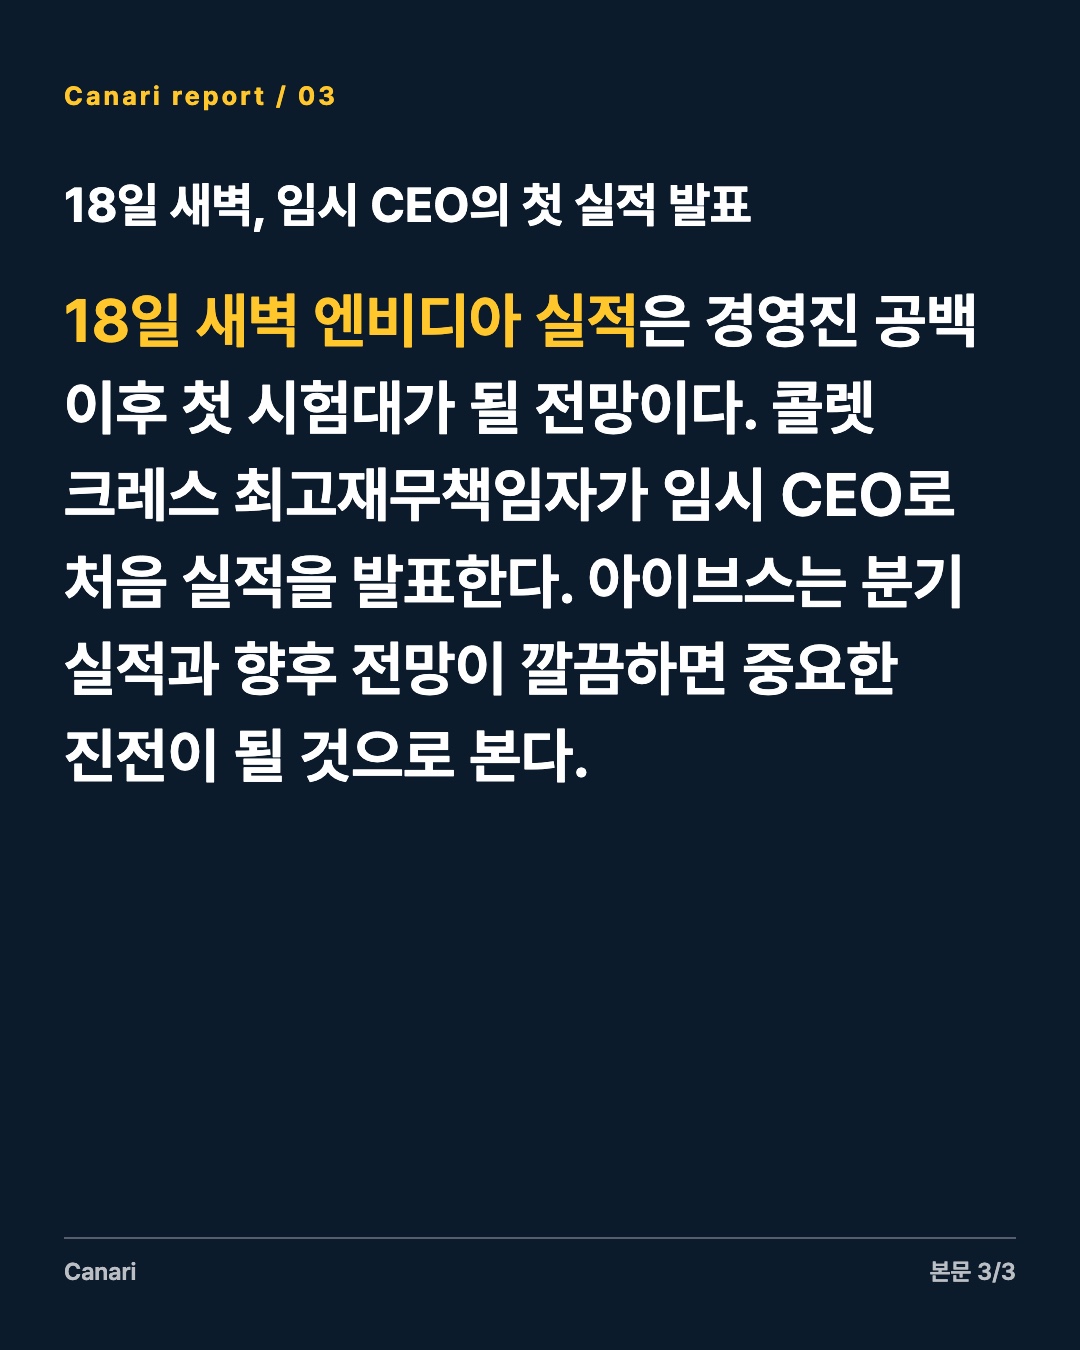 Canari report / 03
18일 새벽, 임시 CEO의 첫 실적 발표
18일 새벽 엔비디아 실적은 경영진 공백
이후 첫 시험대가 될 전망이다. 콜렛
크레스 최고재무책임자가 임시 CEO로
처음 실적을 발표한다. 아이브스는 분기
실적과 향후 전망이 깔끔하면 중요한
진전이 될 것으로 본다.
Canari
본문 3/3